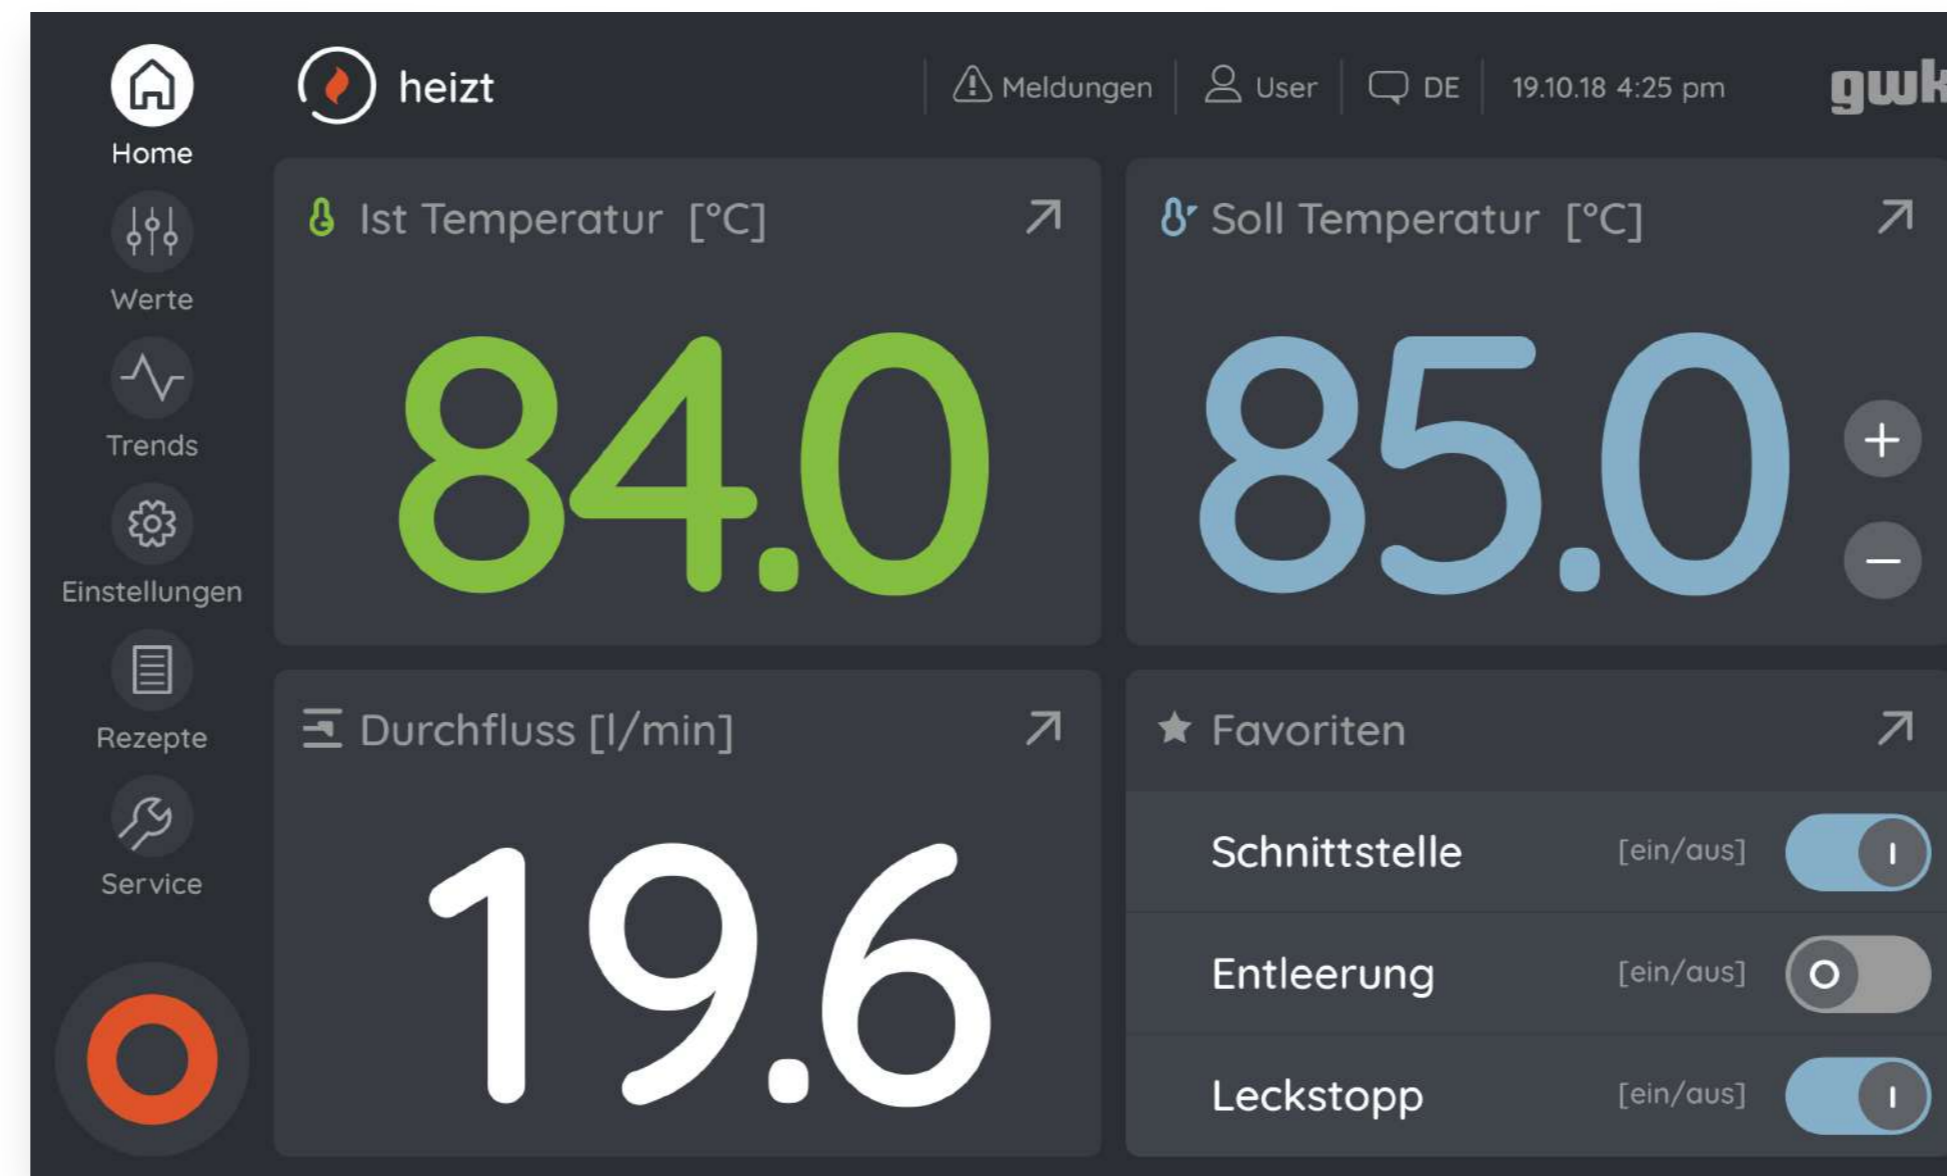 heizt
Meldungen
User
DE
19.10.18 4:25 pm
gwk
Home
Werte
Trends
Einstellungen
Rezepte
Service
Ist Temperatur [°C]
84.0
Soll Temperatur [°C]
85.0
+
−
Durchfluss [l/min]
19.6
Favoriten
Schnittstelle [ein/aus] I
Entleerung [ein/aus] O
Leckstopp [ein/aus] I